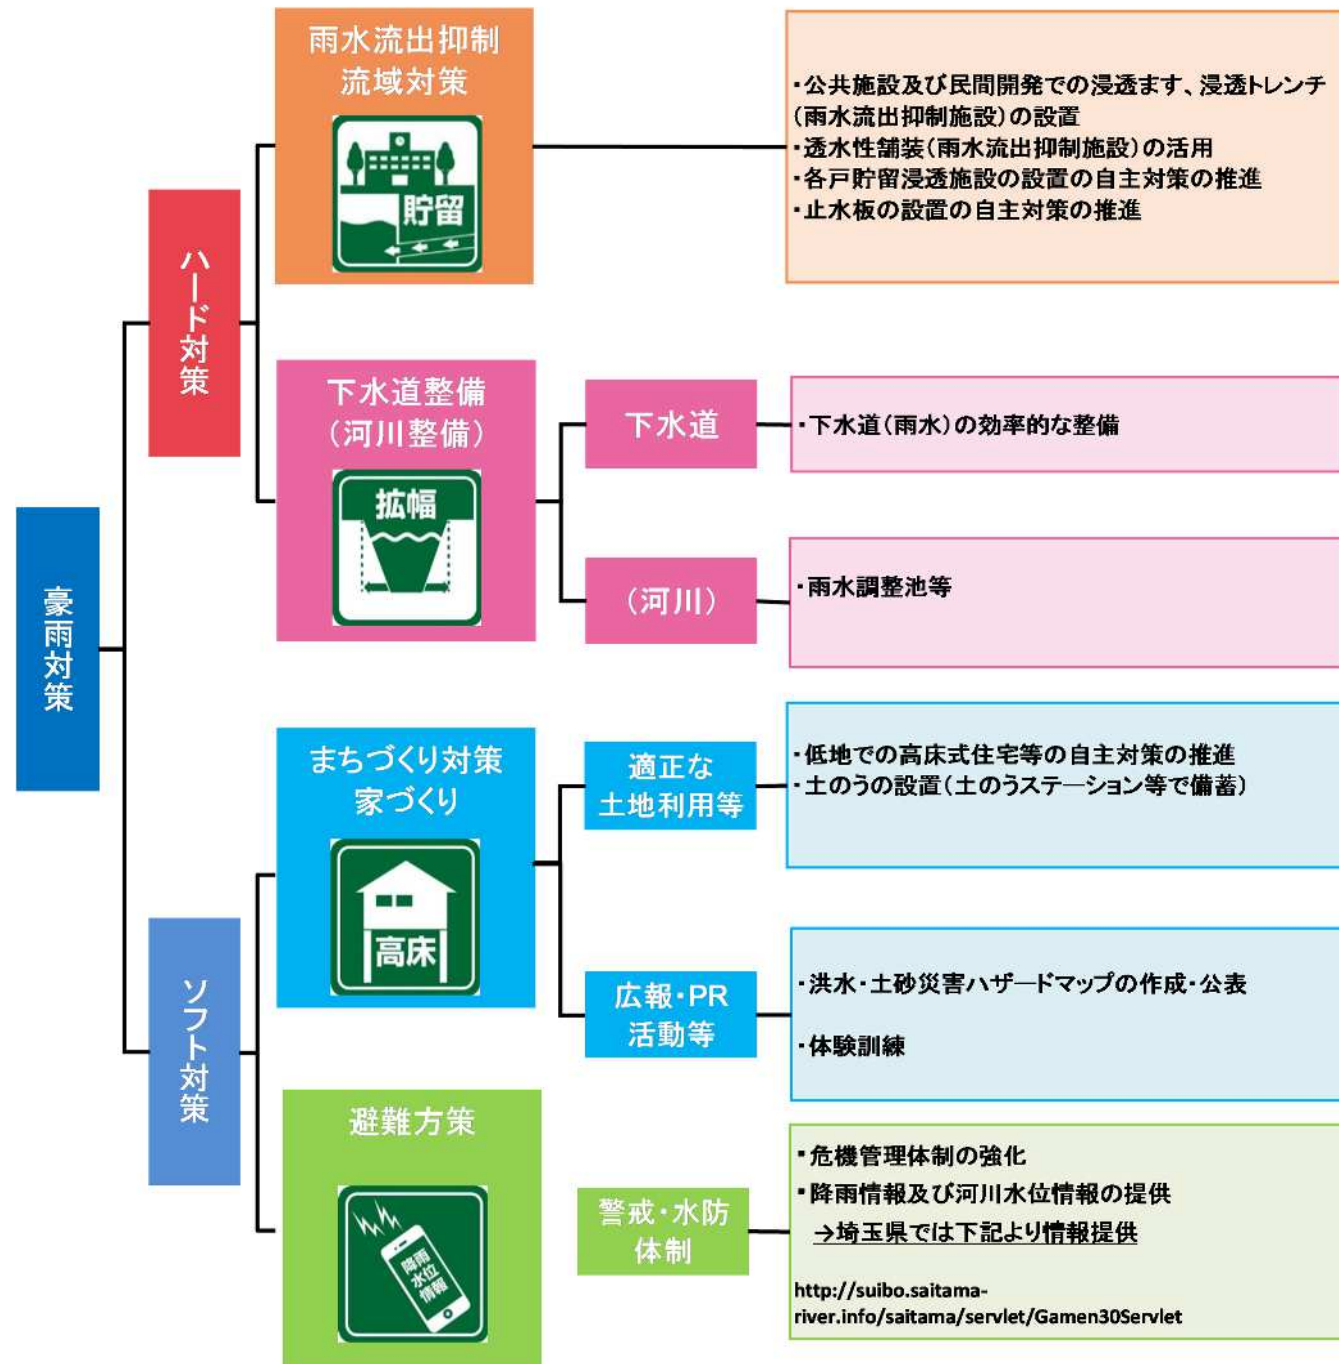 豪雨対策
ハード対策
雨水流出抑制
流域対策
貯留
・公共施設及び民間開発での浸透ます、浸透トレンチ
(雨水流出抑制施設)の設置
・透水性舗装(雨水流出抑制施設)の活用
・各戸貯留浸透施設の設置の自主対策の推進
・止水板の設置の自主対策の推進
下水道整備
(河川整備)
拡幅
下水道
・下水道(雨水)の効率的な整備
(河川)
・雨水調整池等
ソフト対策
まちづくり対策
家づくり
高床
適正な
土地利用等
・低地での高床式住宅等の自主対策の推進
・土のうの設置(土のうステーション等で備蓄)
広報・PR
活動等
・洪水・土砂災害ハザードマップの作成・公表
・体験訓練
避難方策
降雨
水位
情報
警戒・水防
体制
・危機管理体制の強化
・降雨情報及び河川水位情報の提供
→埼玉県では下記より情報提供
http://suibo.saitama-
river.info/saitama/servlet/Gamen30Servlet